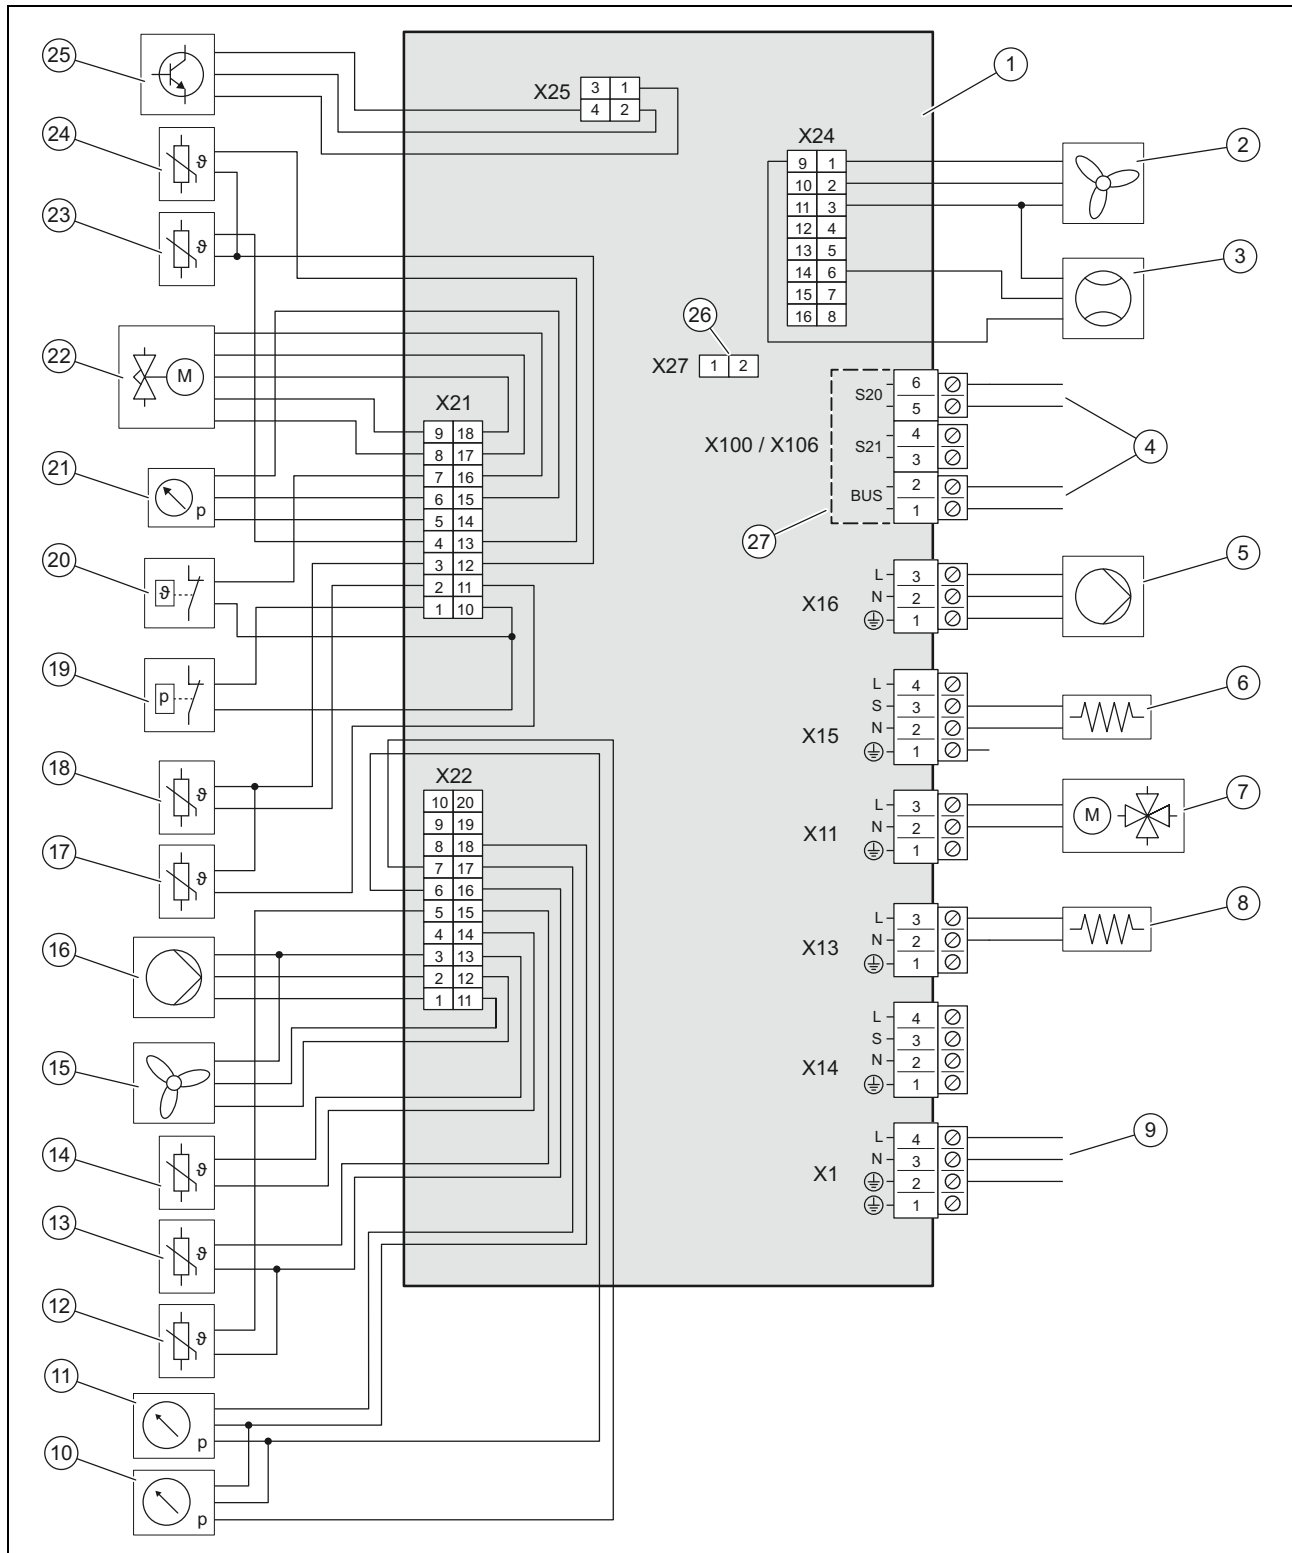 25
1
X25
3 1
4 2
X24
24
2
9 1
10 2
11 3
12 4
13 5
14 6
15 7
16 8
ϑ
23
ϑ
3
26
X27
1 2
22
M
X21
9 18
8 17
7 16
6 15
5 14
4 13
3 12
2 11
1 10
X100 / X106
S20
6
5
S21
4
3
BUS
2
1
4
27
21
p
20
ϑ
X16
L 3
N 2
1
5
19
p
X15
L 4
S 3
N 2
1
6
18
ϑ
X22
10 20
9 19
8 18
7 17
6 16
5 15
4 14
3 13
2 12
1 11
X11
L 3
N 2
1
M
7
17
ϑ
X13
L 3
N 2
1
8
16
X14
L 4
S 3
N 2
1
15
14
ϑ
X1
L 4
N 3
2
1
9
13
ϑ
12
ϑ
11
p
10
p